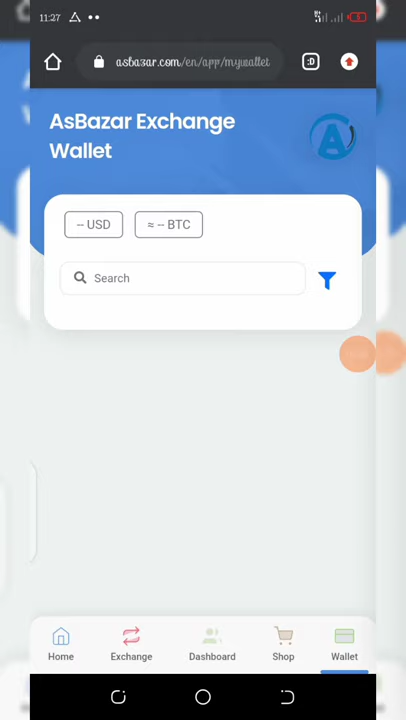 11:27
:D
asbazar.com/en/app/mywallet
AsBazar Exchange
Wallet
-- USD
≈ -- BTC
Search
Home
Exchange
Dashboard
Shop
Wallet